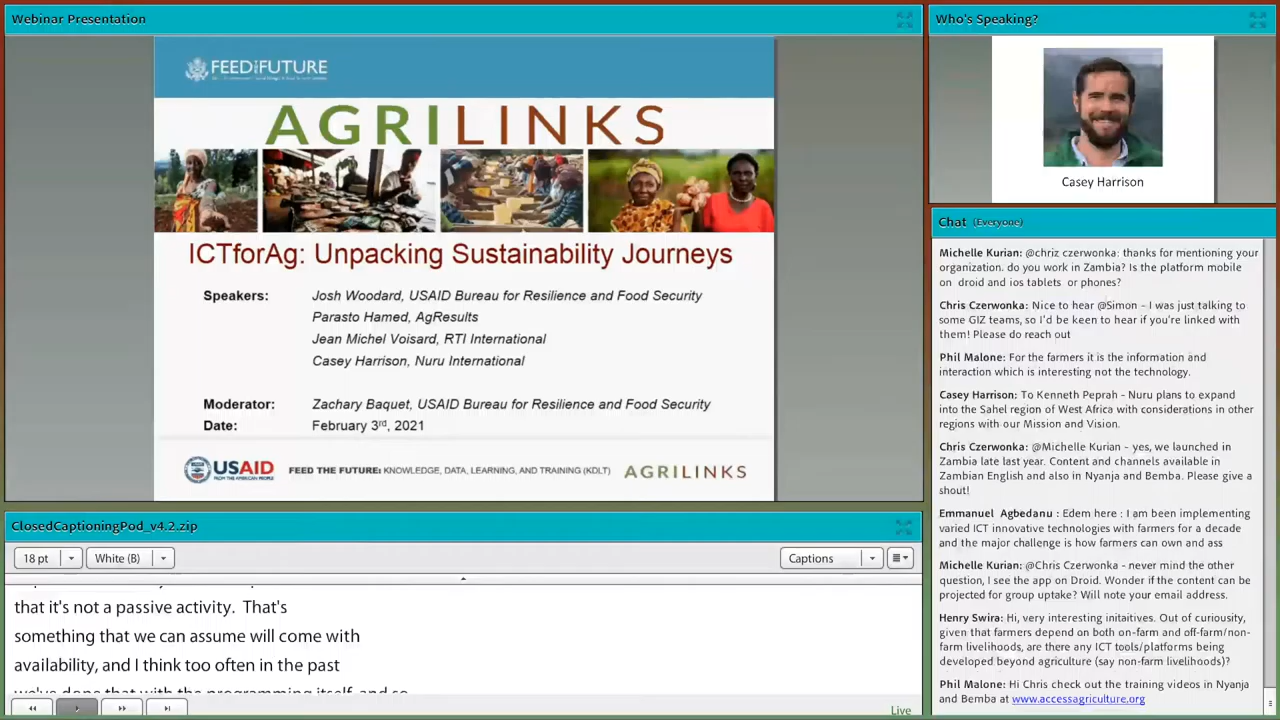 Webinar Presentation
FEED THE FUTURE
AGRILINKS
ICTforAg: Unpacking Sustainability Journeys
Speakers: Josh Woodard, USAID Bureau for Resilience and Food Security
Parasto Hamed, AgResults
Jean Michel Voisard, RTI International
Casey Harrison, Nuru International
Moderator: Zachary Baquet, USAID Bureau for Resilience and Food Security
Date: February 3rd, 2021
USAID
FROM THE AMERICAN PEOPLE
FEED THE FUTURE: KNOWLEDGE, DATA, LEARNING, AND TRAINING (KDLT)
AGRILINKS
ClosedCaptioningPod_v4.2.zip
18 pt White (B) Captions
that it's not a passive activity. That's
something that we can assume will come with
availability, and I think too often in the past
we've done that with the programming itself, and so
Live
Who's Speaking?
Casey Harrison
Chat (Everyone)
Michelle Kurian: @chriz czerwonka: thanks for mentioning your
organization. do you work in Zambia? Is the platform mobile
on droid and ios tablets or phones?
Chris Czerwonka: Nice to hear @Simon - I was just talking to
some GIZ teams, so I'd be keen to hear if you're linked with
them! Please do reach out
Phil Malone: For the farmers it is the information and
interaction which is interesting not the technology.
Casey Harrison: To Kenneth Peprah - Nuru plans to expand
into the Sahel region of West Africa with considerations in other
regions with our Mission and Vision.
Chris Czerwonka: @Michelle Kurian - yes, we launched in
Zambia late last year. Content and channels available in
Zambian English and also in Nyanja and Bemba. Please give a
shout!
Emmanuel Agbedanu : Edem here : I am been implementing
varied ICT innovative technologies with farmers for a decade
and the major challenge is how farmers can own and ass
Michelle Kurian: @Chris Czerwonka - never mind the other
question, I see the app on Droid. Wonder if the content can be
projected for group uptake? Will note your email address.
Henry Swira: Hi, very interesting initaitives. Out of curiosity,
given that farmers depend on both on-farm and off-farm/non-
farm livelihoods, are there any ICT tools/platforms being
developed beyond agriculture (say non-farm livelihoods)?
Phil Malone: Hi Chris check out the training videos in Nyanja
and Bemba at www.accessagriculture.org